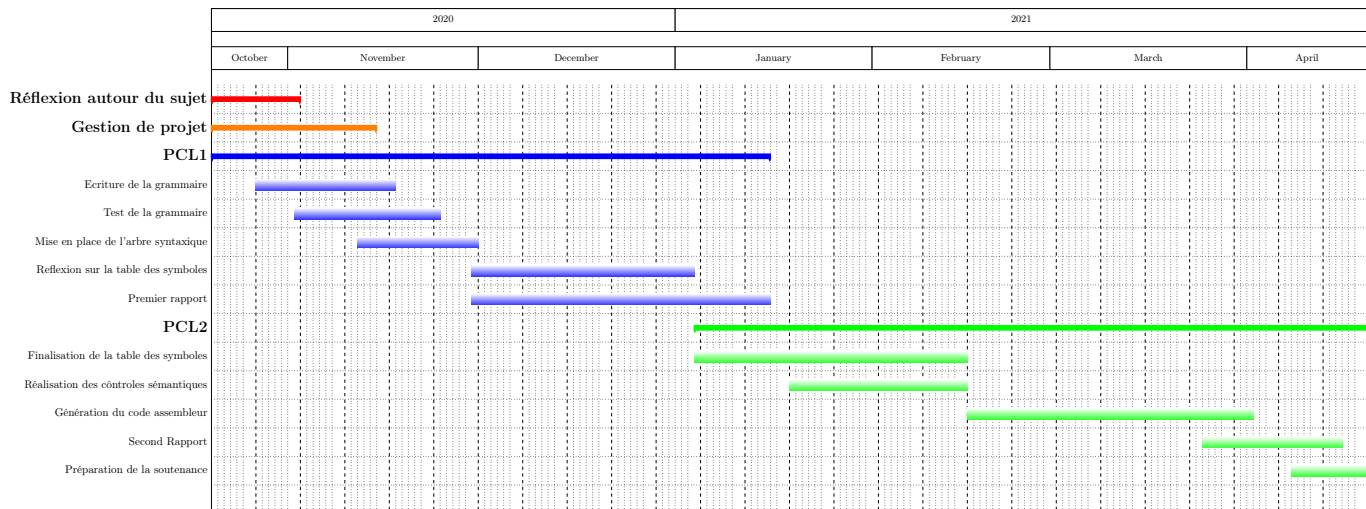 2020 2021
October November December January February March April
Réflexion autour du sujet
Gestion de projet
PCL1
Ecriture de la grammaire
Test de la grammaire
Mise en place de l'arbre syntaxique
Reflexion sur la table des symboles
Premier rapport
PCL2
Finalisation de la table des symboles
Réalisation des côntroles sémantiques
Génération du code assembleur
Second Rapport
Préparation de la soutenance